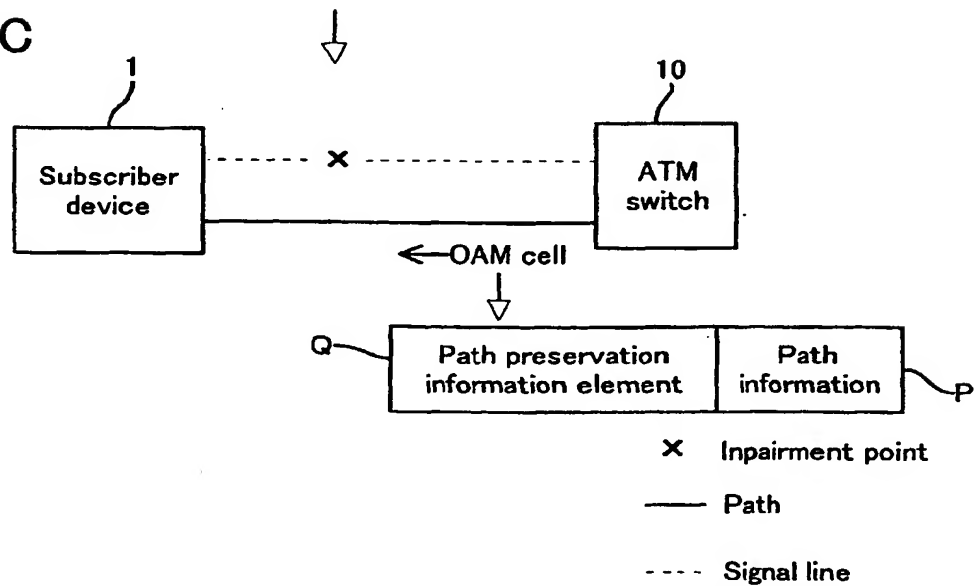 C
1
10
Subscriber
device
×
ATM
switch
←OAM cell
Q
Path preservation
information element
Path
information
P
× Inpairment point
Path
Signal line